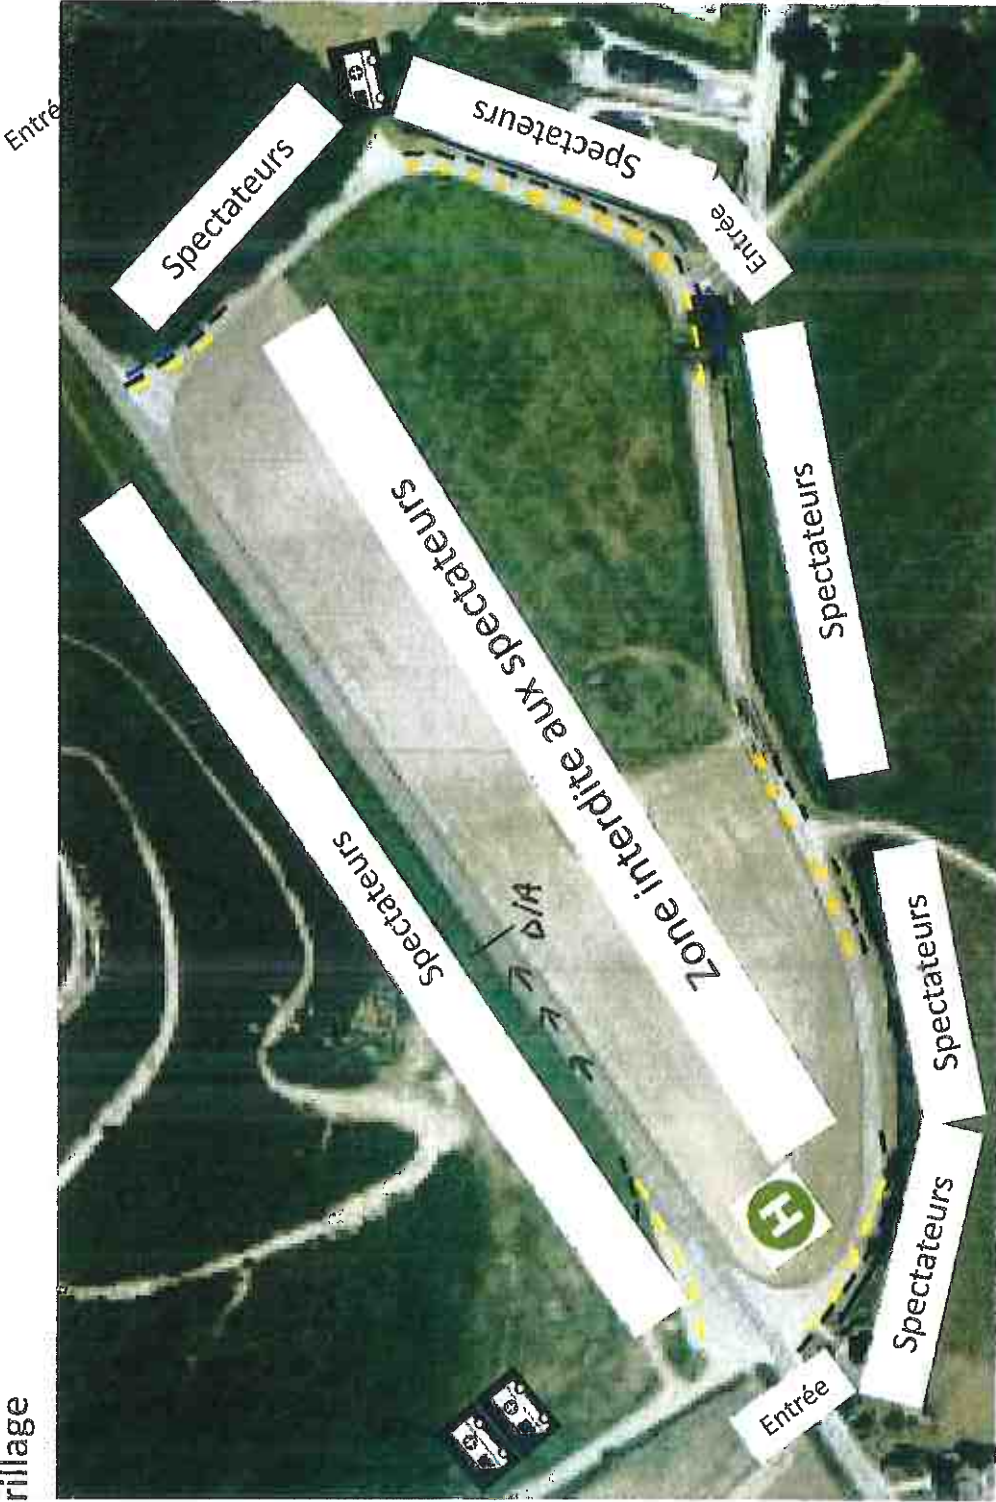 Entré
Spectateurs
Spectateurs
Entrée
Spectateurs
Zone interdite aux spectateurs
Spectateurs
D/A
Spectateurs
H
Spectateurs
Entrée
rillage